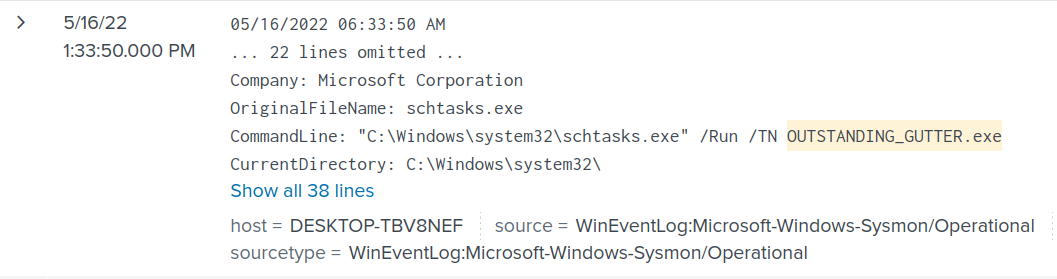 5/16/22
1:33:50.000 PM
05/16/2022 06:33:50 AM
... 22 lines omitted ...
Company: Microsoft Corporation
OriginalFileName: schtasks.exe
CommandLine: "C:\Windows\system32\schtasks.exe" /Run /TN OUTSTANDING_GUTTER.exe
CurrentDirectory: C:\Windows\system32\
Show all 38 lines
host = DESKTOP-TBV8NEF source = WinEventLog:Microsoft-Windows-Sysmon/Operational
sourcetype = WinEventLog:Microsoft-Windows-Sysmon/Operational